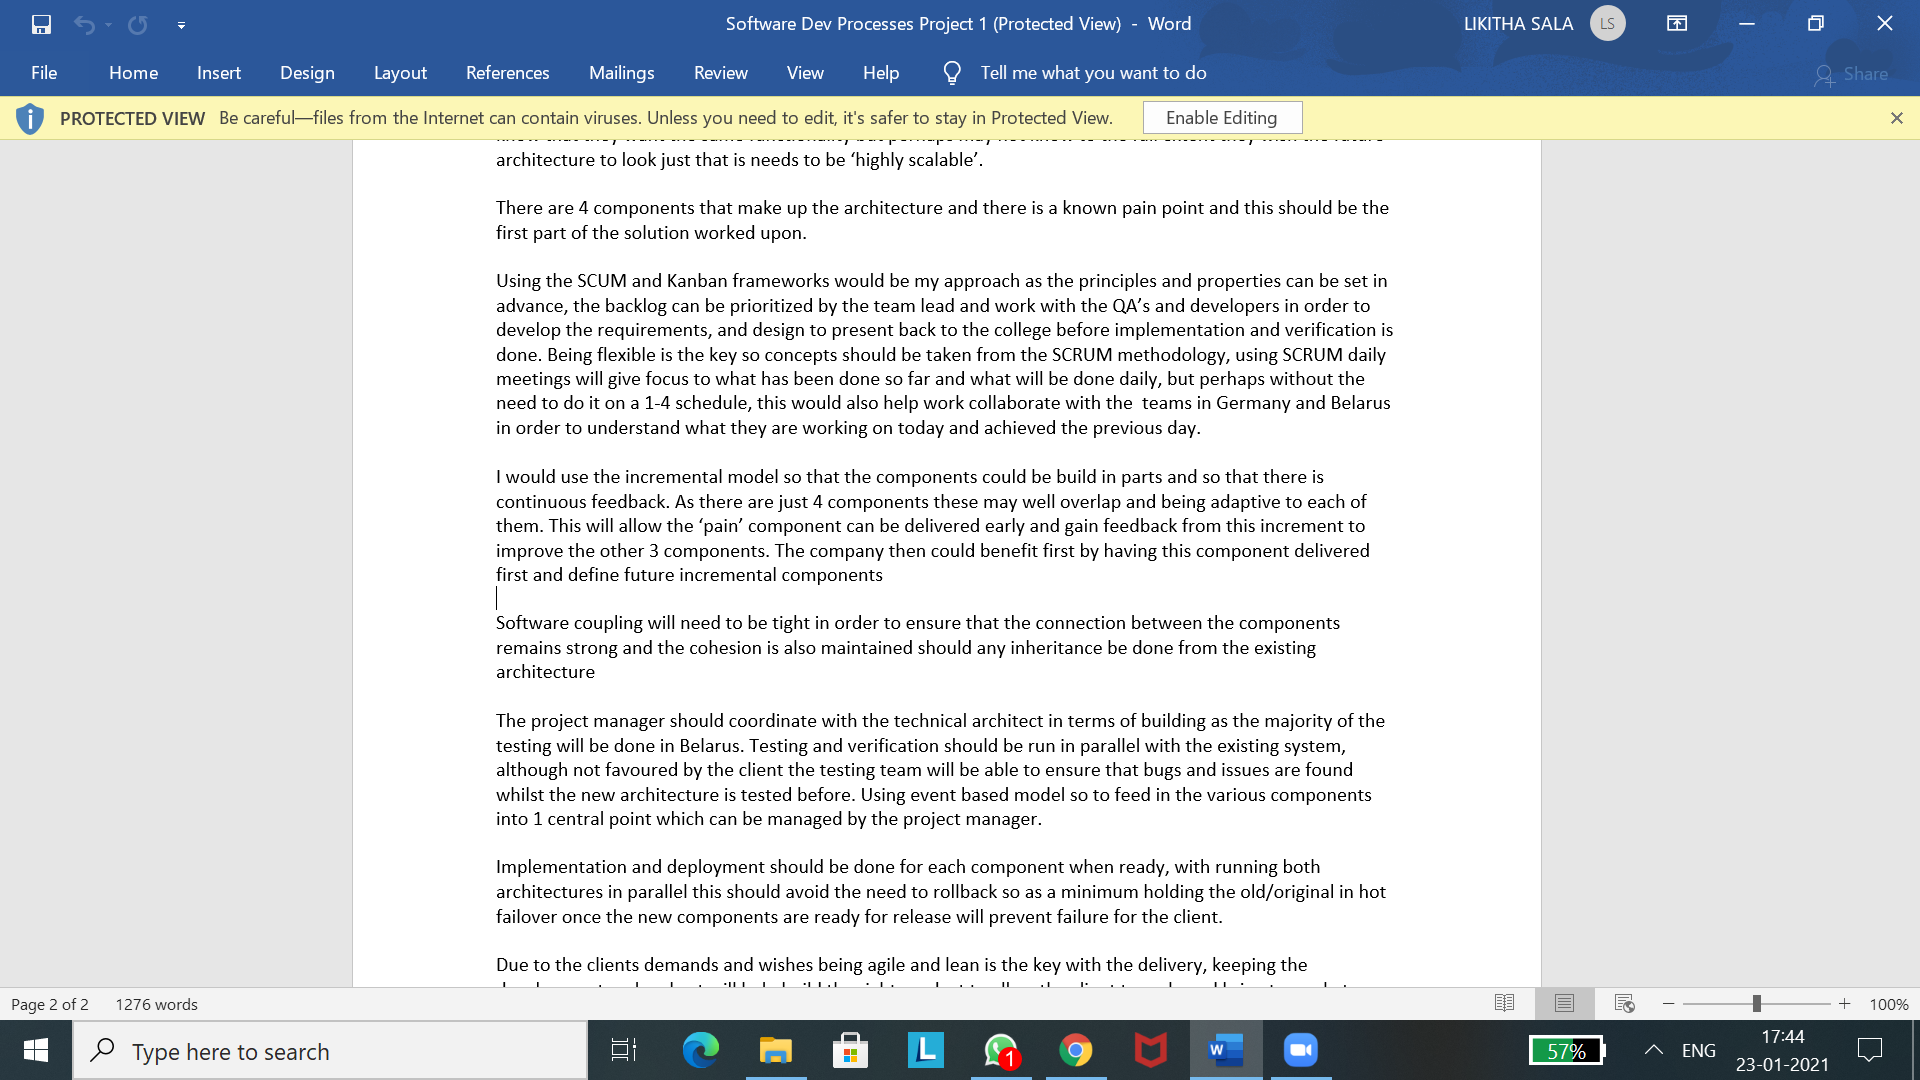 Software Dev Processes Project 1 (Protected View) - Word
LIKITHA SALA
LS
File Home Insert Design Layout References Mailings Review View Help Tell me what you want to do Share
PROTECTED VIEW Be careful—files from the Internet can contain viruses. Unless you need to edit, it's safer to stay in Protected View. Enable Editing
architecture to look just that is needs to be ‘highly scalable’.
There are 4 components that make up the architecture and there is a known pain point and this should be the
first part of the solution worked upon.
Using the SCUM and Kanban frameworks would be my approach as the principles and properties can be set in
advance, the backlog can be prioritized by the team lead and work with the QA’s and developers in order to
develop the requirements, and design to present back to the college before implementation and verification is
done. Being flexible is the key so concepts should be taken from the SCRUM methodology, using SCRUM daily
meetings will give focus to what has been done so far and what will be done daily, but perhaps without the
need to do it on a 1-4 schedule, this would also help work collaborate with the  teams in Germany and Belarus
in order to understand what they are working on today and achieved the previous day.
I would use the incremental model so that the components could be build in parts and so that there is
continuous feedback. As there are just 4 components these may well overlap and being adaptive to each of
them. This will allow the ‘pain’ component can be delivered early and gain feedback from this increment to
improve the other 3 components. The company then could benefit first by having this component delivered
first and define future incremental components
Software coupling will need to be tight in order to ensure that the connection between the components
remains strong and the cohesion is also maintained should any inheritance be done from the existing
architecture
The project manager should coordinate with the technical architect in terms of building as the majority of the
testing will be done in Belarus. Testing and verification should be run in parallel with the existing system,
although not favoured by the client the testing team will be able to ensure that bugs and issues are found
whilst the new architecture is tested before. Using event based model so to feed in the various components
into 1 central point which can be managed by the project manager.
Implementation and deployment should be done for each component when ready, with running both
architectures in parallel this should avoid the need to rollback so as a minimum holding the old/original in hot
failover once the new components are ready for release will prevent failure for the client.
Due to the clients demands and wishes being agile and lean is the key with the delivery, keeping the
Page 2 of 2 1276 words
100%
Type here to search
L
1
W
57%
ENG
17:44
23-01-2021